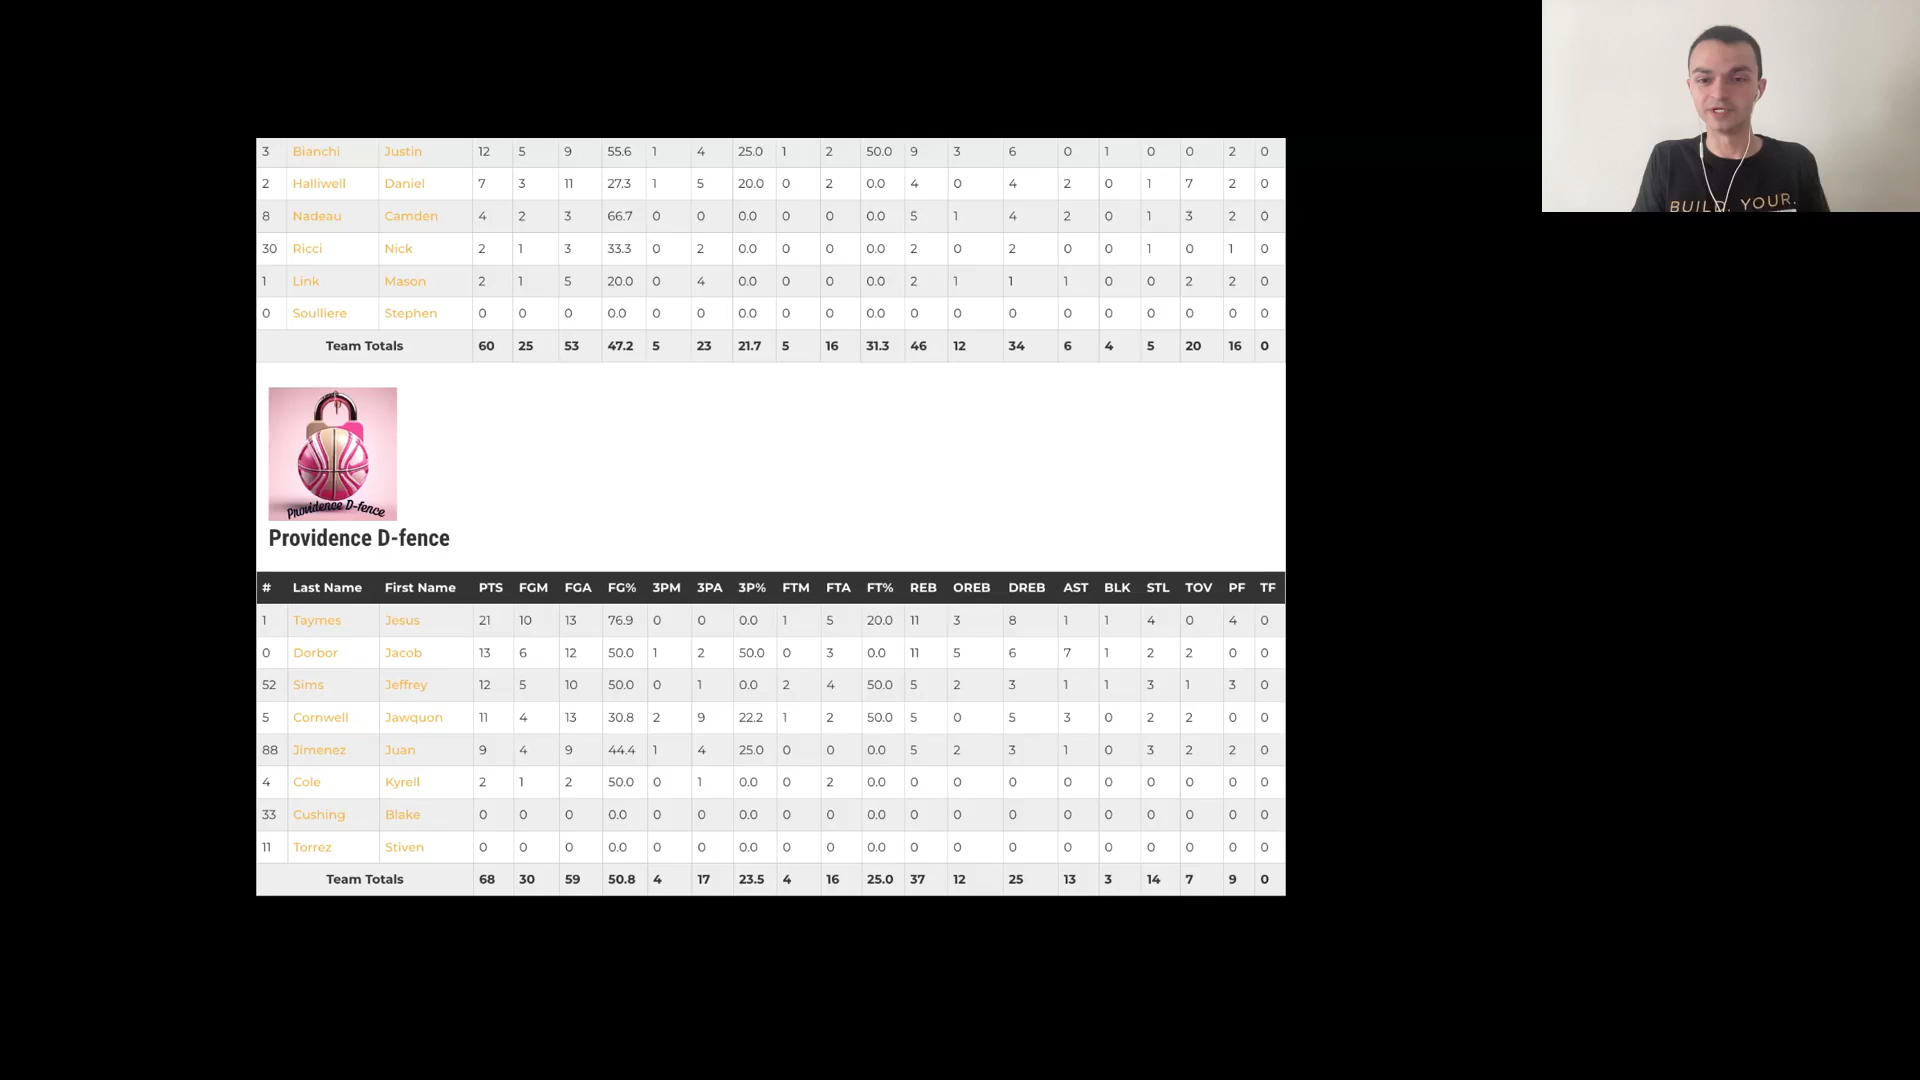 BUILD. YOUR.
3 Bianchi Justin 12 5 9 55.6 1 4 25.0 1 2 50.0 9 3 6 0 1 0 0 2 0
2 Halliwell Daniel 7 3 11 27.3 1 5 20.0 0 2 0.0 4 0 4 2 0 1 7 2 0
8 Nadeau Camden 4 2 3 66.7 0 0 0.0 0 0 0.0 5 1 4 2 0 1 3 2 0
30 Ricci Nick 2 1 3 33.3 0 2 0.0 0 0 0.0 2 0 2 0 0 1 0 1 0
1 Link Mason 2 1 5 20.0 0 4 0.0 0 0 0.0 2 1 1 1 0 0 2 2 0
0 Soulliere Stephen 0 0 0 0.0 0 0 0.0 0 0 0.0 0 0 0 0 0 0 0 0 0
Team Totals 60 25 53 47.2 5 23 21.7 5 16 31.3 46 12 34 6 4 5 20 16 0
Providence D-fence
Providence D-fence
# Last Name First Name PTS FGM FGA FG% 3PM 3PA 3P% FTM FTA FT% REB OREB DREB AST BLK STL TOV PF TF
1 Taymes Jesus 21 10 13 76.9 0 0 0.0 1 5 20.0 11 3 8 1 1 4 0 4 0
0 Dorbor Jacob 13 6 12 50.0 1 2 50.0 0 3 0.0 11 5 6 7 1 2 2 0 0
52 Sims Jeffrey 12 5 10 50.0 0 1 0.0 2 4 50.0 5 2 3 1 1 3 1 3 0
5 Cornwell Jawquon 11 4 13 30.8 2 9 22.2 1 2 50.0 5 0 5 3 0 2 2 0 0
88 Jimenez Juan 9 4 9 44.4 1 4 25.0 0 0 0.0 5 2 3 1 0 3 2 2 0
4 Cole Kyrell 2 1 2 50.0 0 1 0.0 0 2 0.0 0 0 0 0 0 0 0 0 0
33 Cushing Blake 0 0 0 0.0 0 0 0.0 0 0 0.0 0 0 0 0 0 0 0 0 0
11 Torrez Stiven 0 0 0 0.0 0 0 0.0 0 0 0.0 0 0 0 0 0 0 0 0 0
Team Totals 68 30 59 50.8 4 17 23.5 4 16 25.0 37 12 25 13 3 14 7 9 0